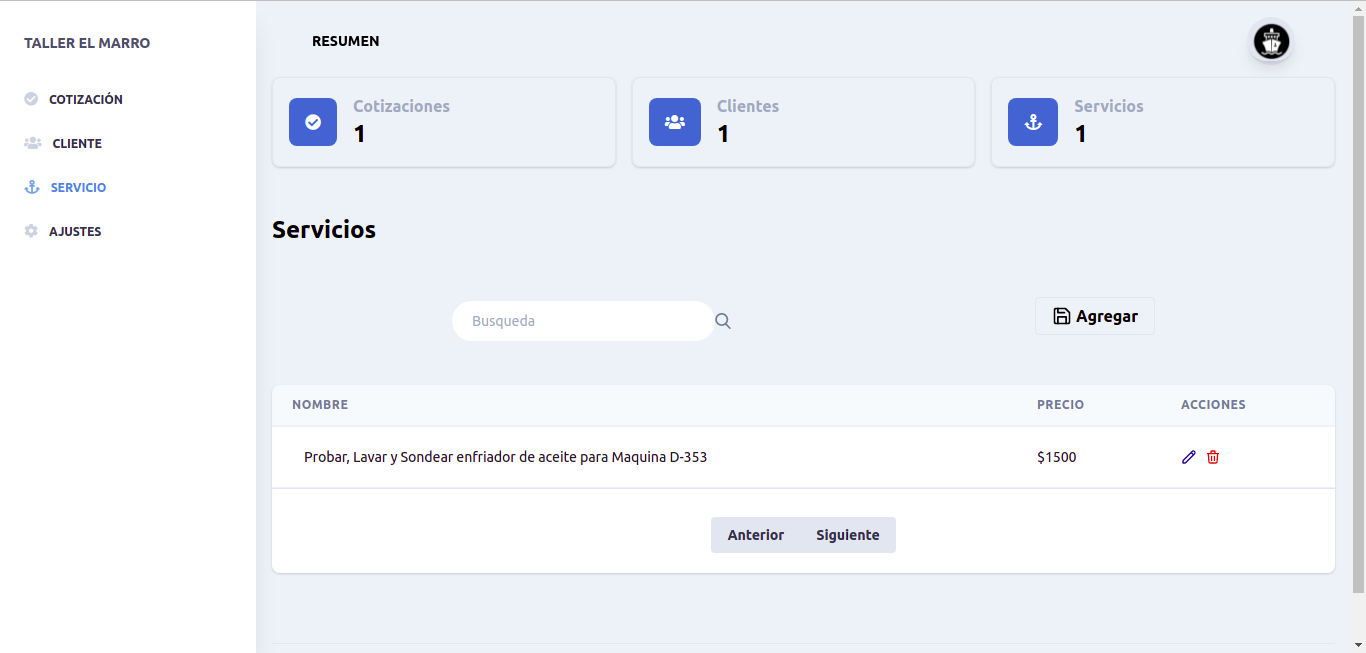 TALLER EL MARRO
COTIZACIÓN
CLIENTE
SERVICIO
AJUSTES
RESUMEN
Cotizaciones
1
Clientes
1
Servicios
1
Servicios
Busqueda
Agregar
NOMBRE PRECIO ACCIONES
Probar, Lavar y Sondear enfriador de aceite para Maquina D-353 $1500
Anterior Siguiente